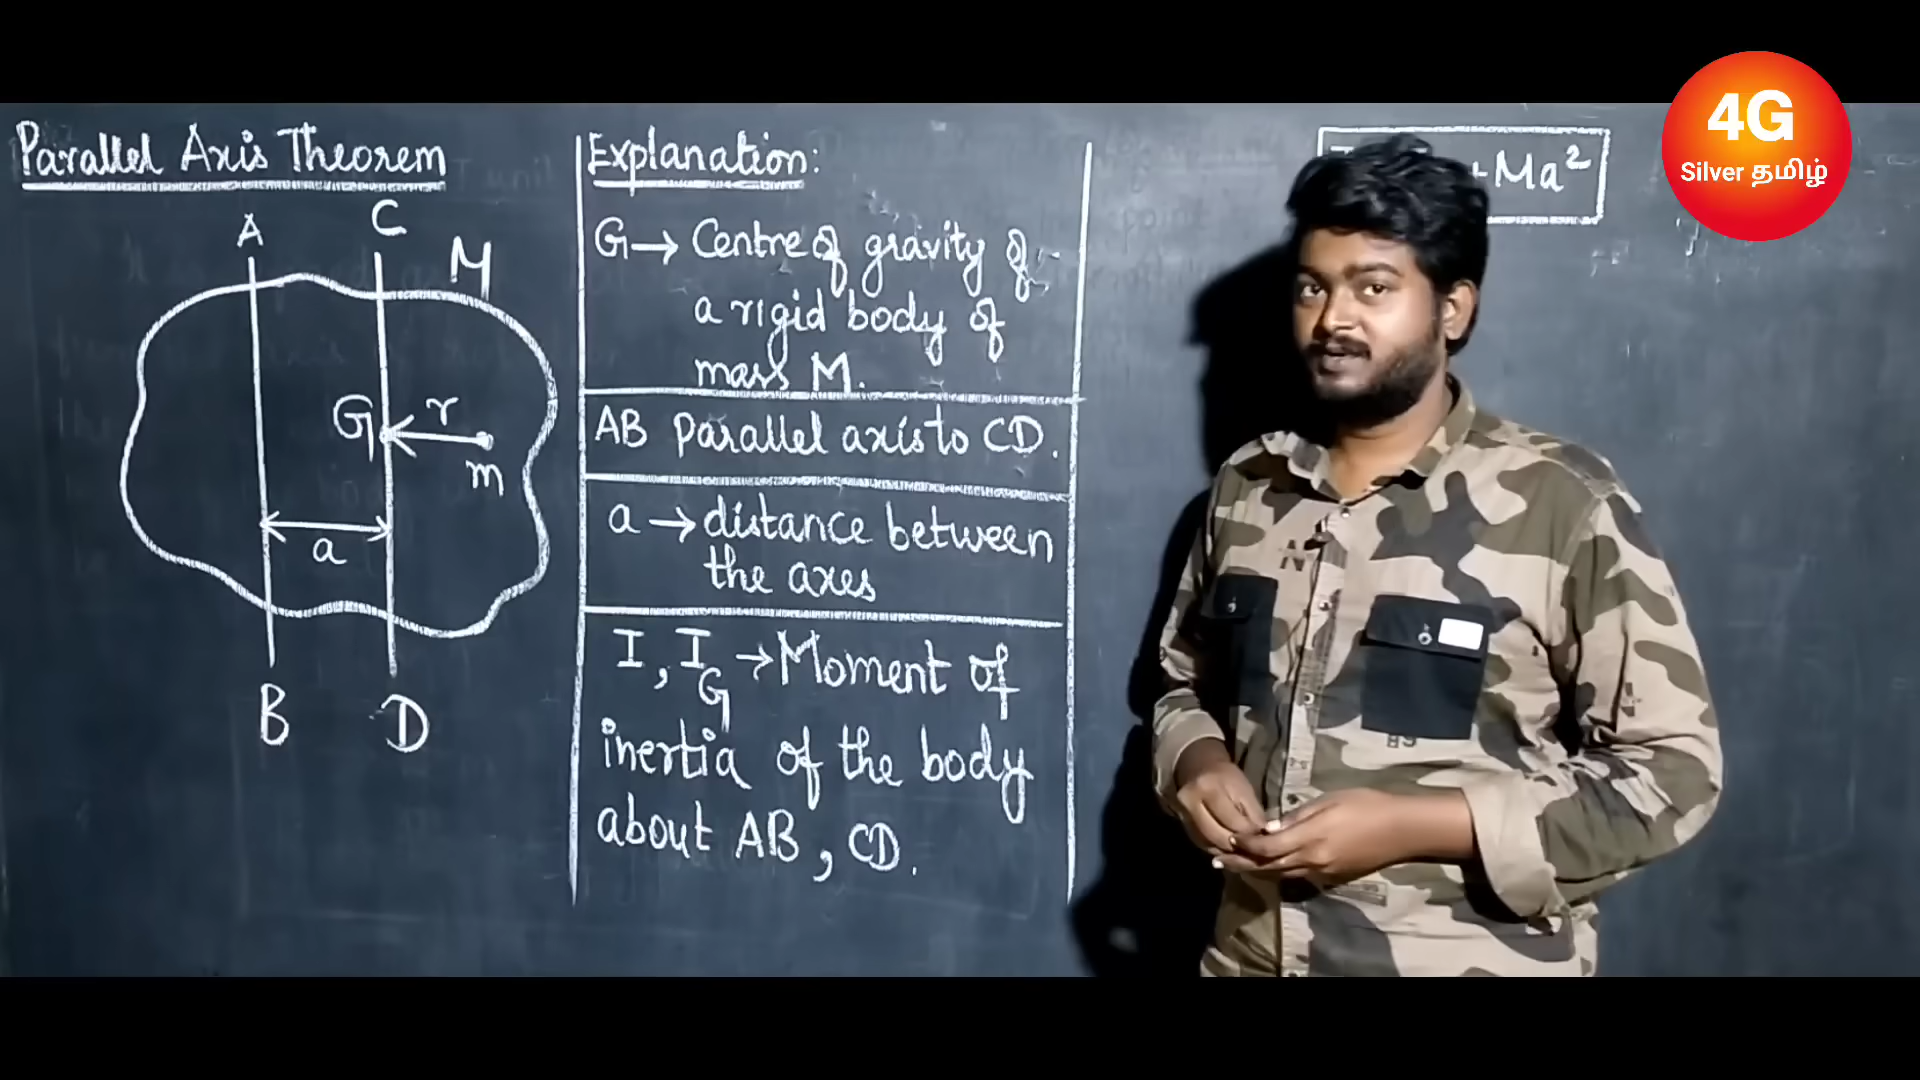 Parallel Axis Theorem
A
C
M
G
r
m
a
B
D
Explanation:
G → Centre of gravity of
a rigid body of
mass M.
AB parallel axis to CD.
a → distance between
the axes
I, I_G → Moment of
inertia of the body
about AB, CD.
+Ma²
4G
Silver தமிழ்